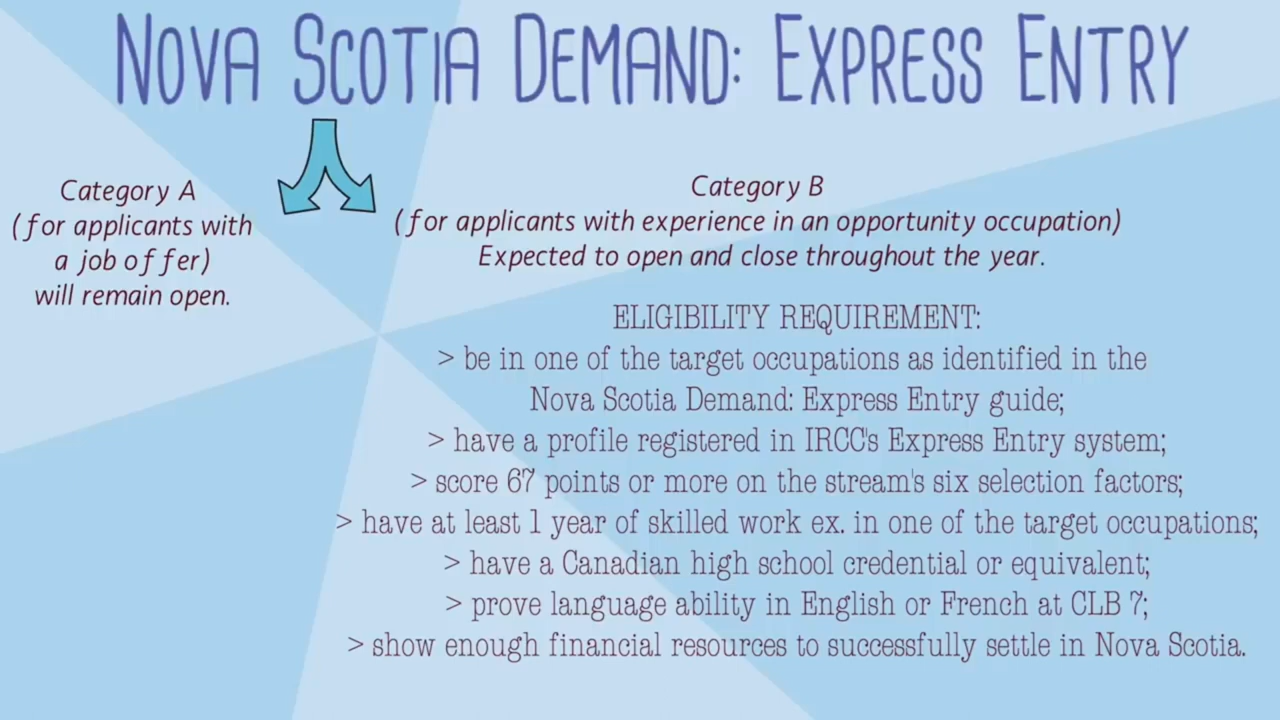 NOVA SCOTIA DEMAND: EXPRESS ENTRY
Category A
(for applicants with
a job offer)
will remain open.
Category B
(for applicants with experience in an opportunity occupation)
Expected to open and close throughout the year.
ELIGIBILITY REQUIREMENT:
> be in one of the target occupations as identified in the
Nova Scotia Demand: Express Entry guide;
> have a profile registered in IRCC's Express Entry system;
> score 67 points or more on the stream's six selection factors;
> have at least 1 year of skilled work ex. in one of the target occupations;
> have a Canadian high school credential or equivalent;
> prove language ability in English or French at CLB 7;
> show enough financial resources to successfully settle in Nova Scotia.